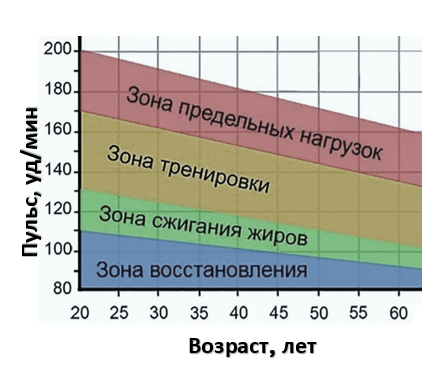 Пульс, уд/мин
200
180
160
140
120
100
80
Зона предельных нагрузок
Зона тренировки
Зона сжигания жиров
Зона восстановления
20 25 30 35 40 45 50 55 60
Возраст, лет